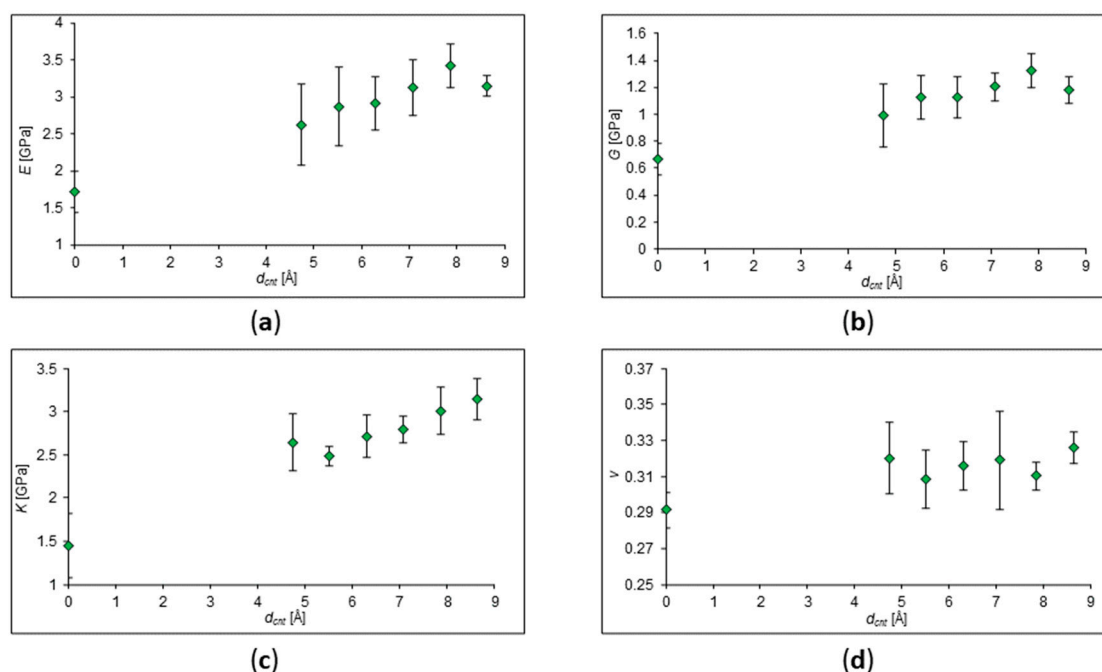 4
3.5
3
2.5
2
1.5
1
E [GPa]
0 1 2 3 4 5 6 7 8 9
d_cnt [Å]
(a)
1.6
1.4
1.2
1
0.8
0.6
0.4
0.2
0
G [GPa]
0 1 2 3 4 5 6 7 8 9
d_cnt [Å]
(b)
3.5
3
2.5
2
1.5
1
K [GPa]
0 1 2 3 4 5 6 7 8 9
d_cnt [Å]
(c)
0.37
0.35
0.33
0.31
0.29
0.27
0.25
ν
0 1 2 3 4 5 6 7 8 9
d_cnt [Å]
(d)